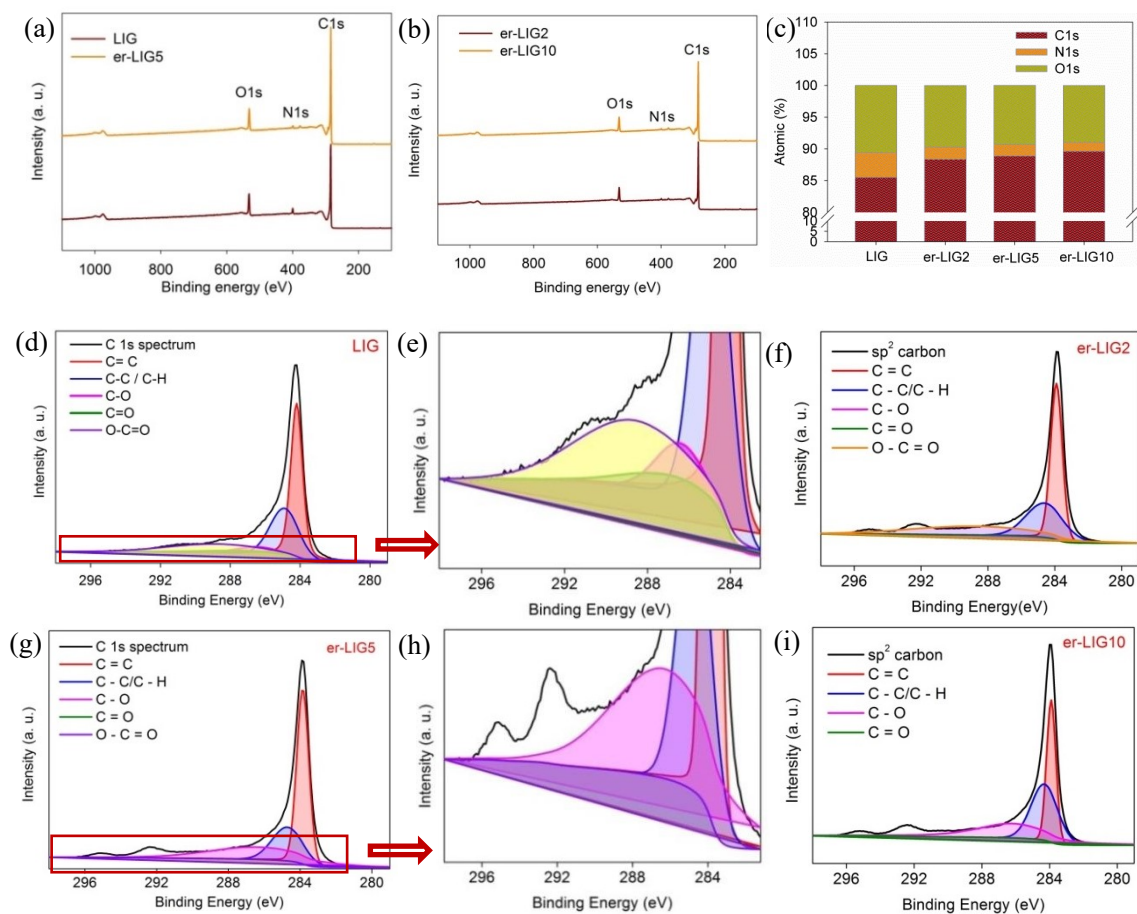 (a)
LIG
er-LIG5
C1s
O1s
N1s
Intensity (a. u.)
1000 800 600 400 200
Binding energy (eV)
(b)
er-LIG2
er-LIG10
C1s
O1s
N1s
Intensity (a. u.)
1000 800 600 400 200
Binding energy (eV)
(c)
C1s
N1s
O1s
Atomic (%)
110
105
100
95
90
85
80
10
5
0
LIG er-LIG2 er-LIG5 er-LIG10
(d)
C 1s spectrum
C= C
C-C / C-H
C-O
C=O
O-C=O
LIG
Intensity (a. u.)
296 292 288 284 280
Binding Energy (eV)
(e)
Intensity (a. u.)
296 292 288 284
Binding Energy (eV)
(f)
sp² carbon
C = C
C - C/C - H
C - O
C = O
O - C = O
er-LIG2
Intensity (a. u.)
296 292 288 284 280
Binding Energy(eV)
(g)
C 1s spectrum
C = C
C - C/C - H
C - O
C = O
O - C = O
er-LIG5
Intensity (a. u.)
296 292 288 284 280
Binding Energy (eV)
(h)
Intensity (a. u.)
296 292 288 284
Binding Energy (eV)
(i)
sp² carbon
C = C
C - C/C - H
C - O
C = O
er-LIG10
Intensity (a. u.)
296 292 288 284 280
Binding Energy (eV)